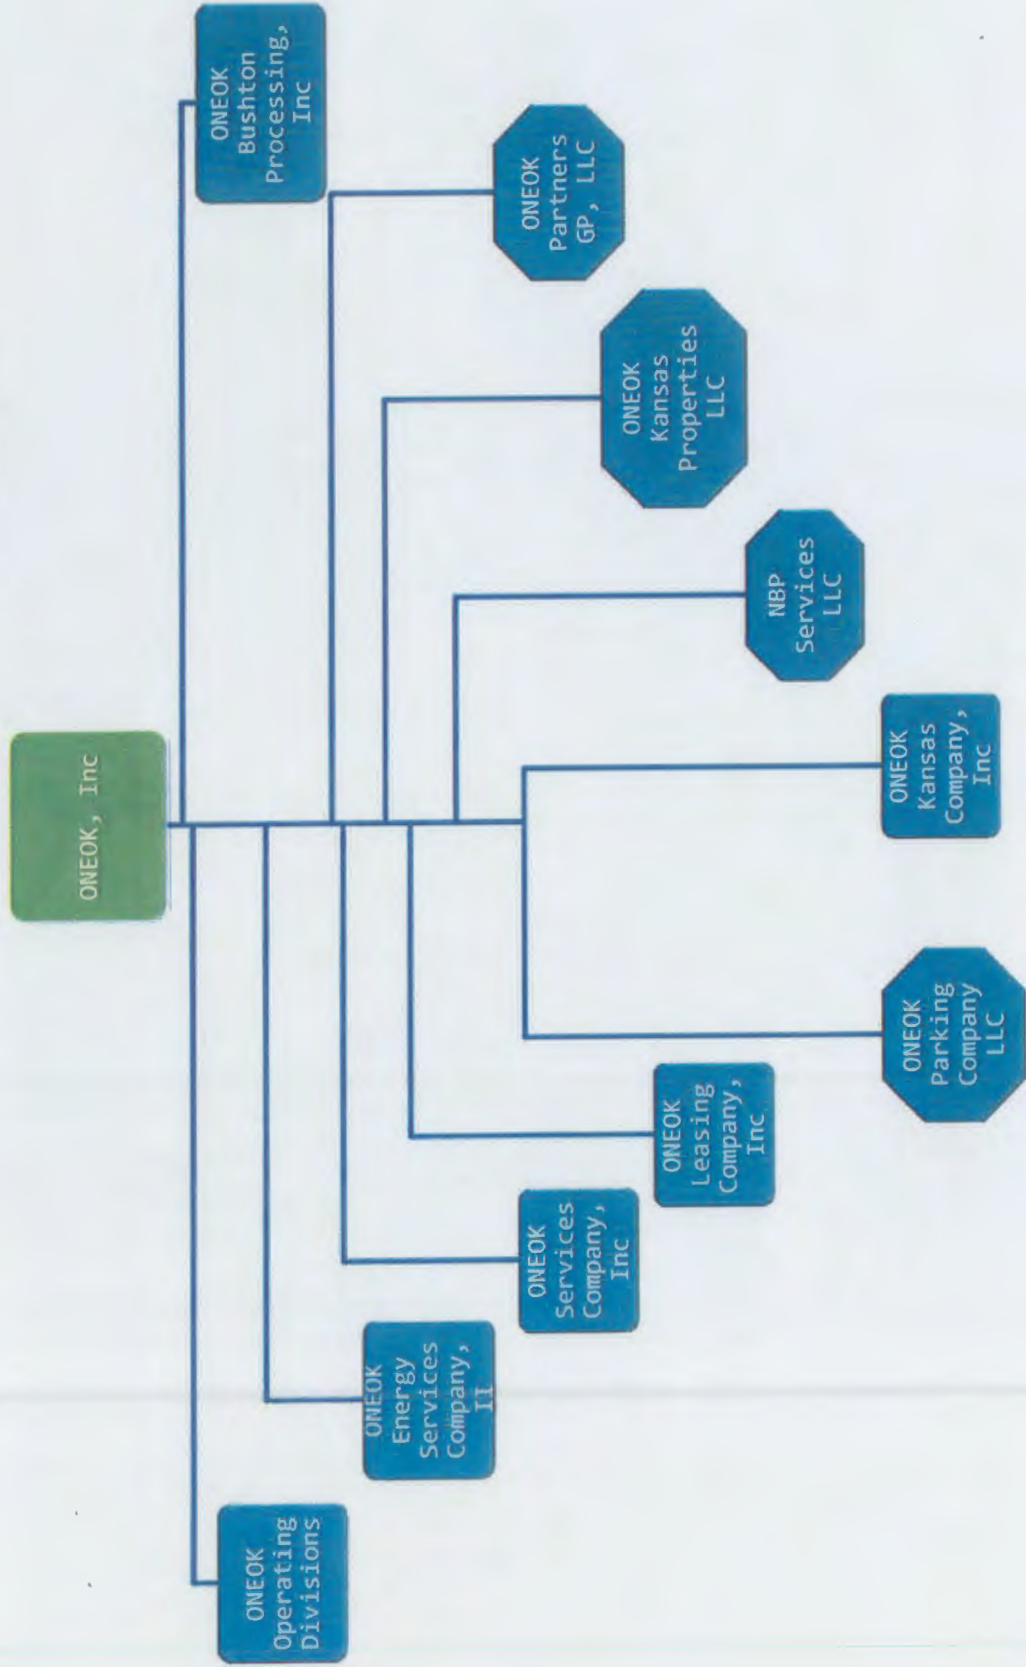 ONEOK, Inc
ONEOK
Operating
Divisions
ONEOK
Energy
Services
Company,
II
ONEOK
Services
Company,
Inc
ONEOK
Leasing
Company,
Inc
ONEOK
Parking
Company
LLC
ONEOK
Kansas
Company,
Inc
NBP
Services
LLC
ONEOK
Kansas
Properties
LLC
ONEOK
Partners
GP, LLC
ONEOK
Bushton
Processing,
Inc